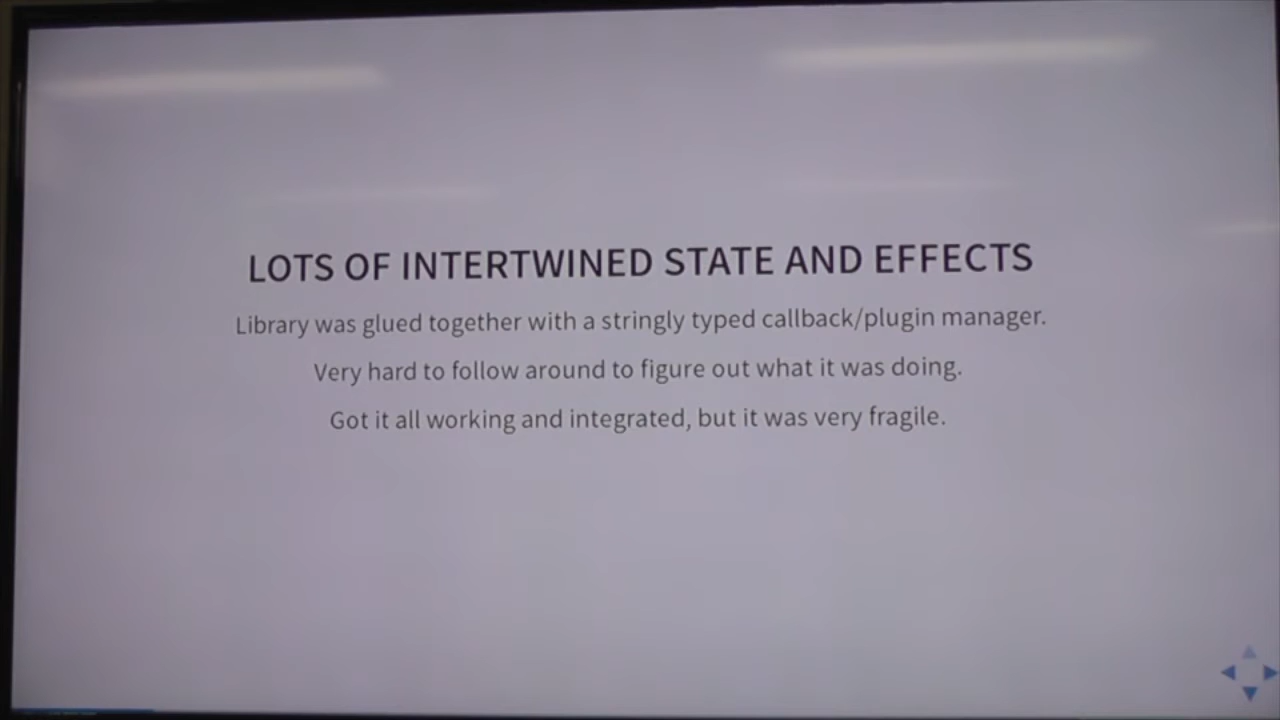 LOTS OF INTERTWINED STATE AND EFFECTS
Library was glued together with a stringly typed callback/plugin manager.
Very hard to follow around to figure out what it was doing.
Got it all working and integrated, but it was very fragile.